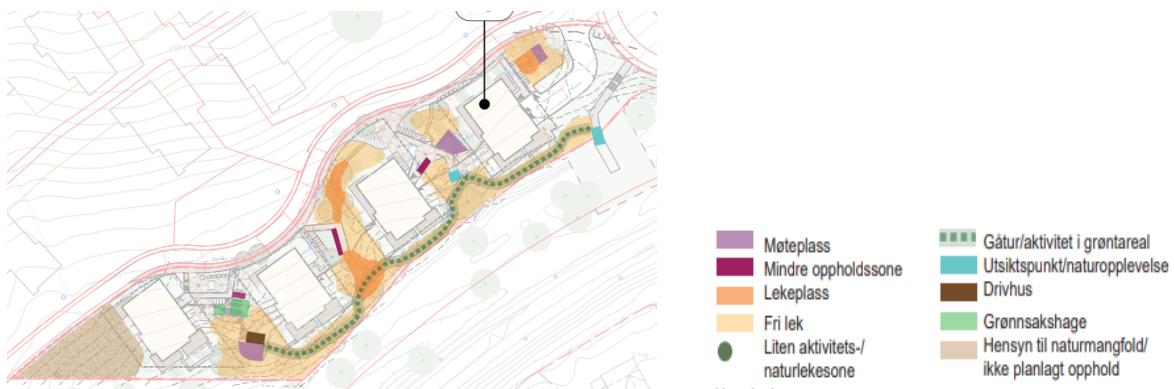 Møteplass
Mindre oppholdssone
Lekeplass
Fri lek
Liten aktivitets-/
naturlekesone
Gåtur/aktivitet i grøntareal
Utsiktspunkt/naturopplevelse
Drivhus
Grønnsakshage
Hensyn til naturmangfold/
ikke planlagt opphold